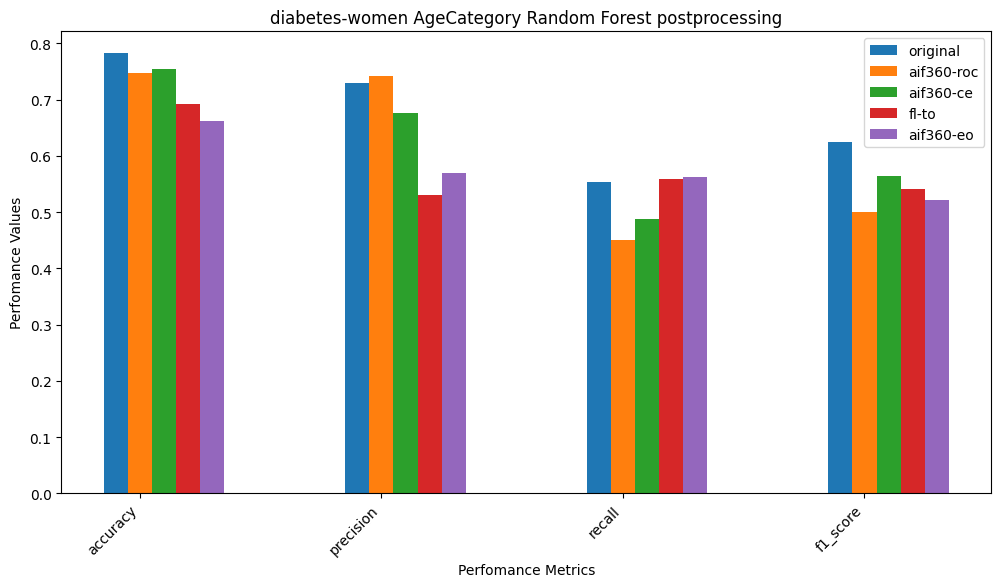 diabetes-women AgeCategory Random Forest postprocessing
original
aif360-roc
aif360-ce
fl-to
aif360-eo
Perfomance Values
0.8
0.7
0.6
0.5
0.4
0.3
0.2
0.1
0.0
accuracy
precision
recall
f1_score
Perfomance Metrics